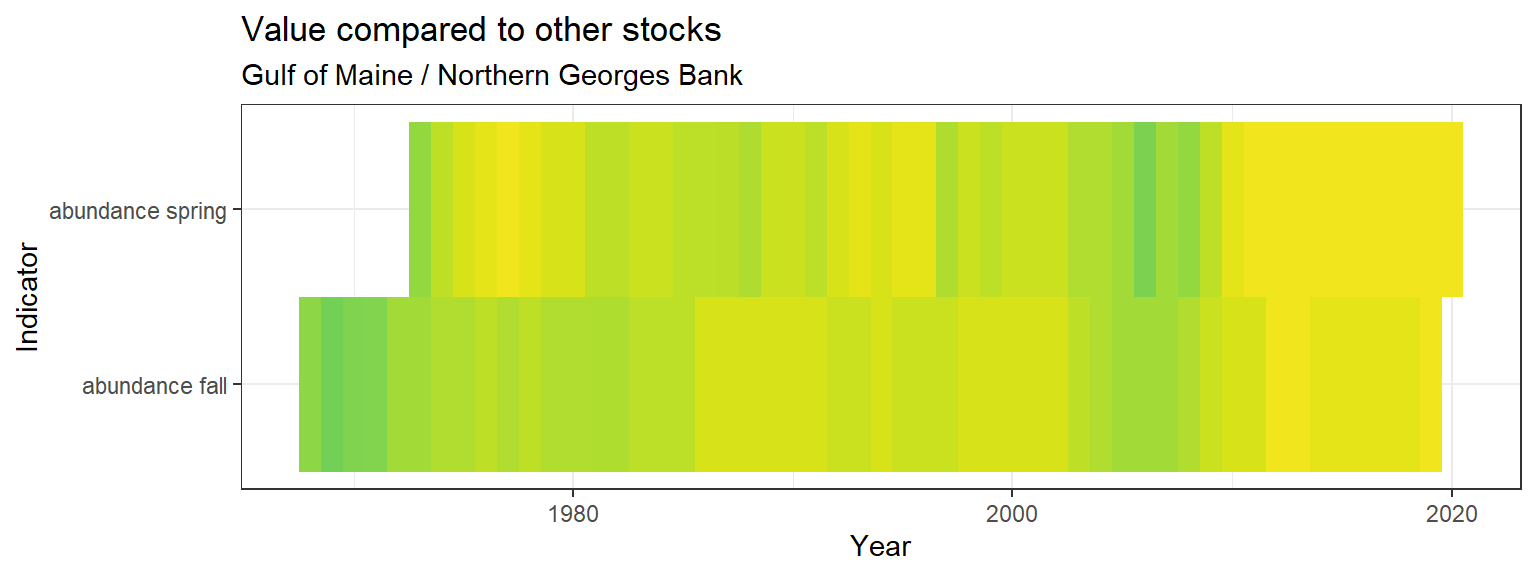 Value compared to other stocks
Gulf of Maine / Northern Georges Bank
Indicator
abundance spring
abundance fall
1980
2000
2020
Year